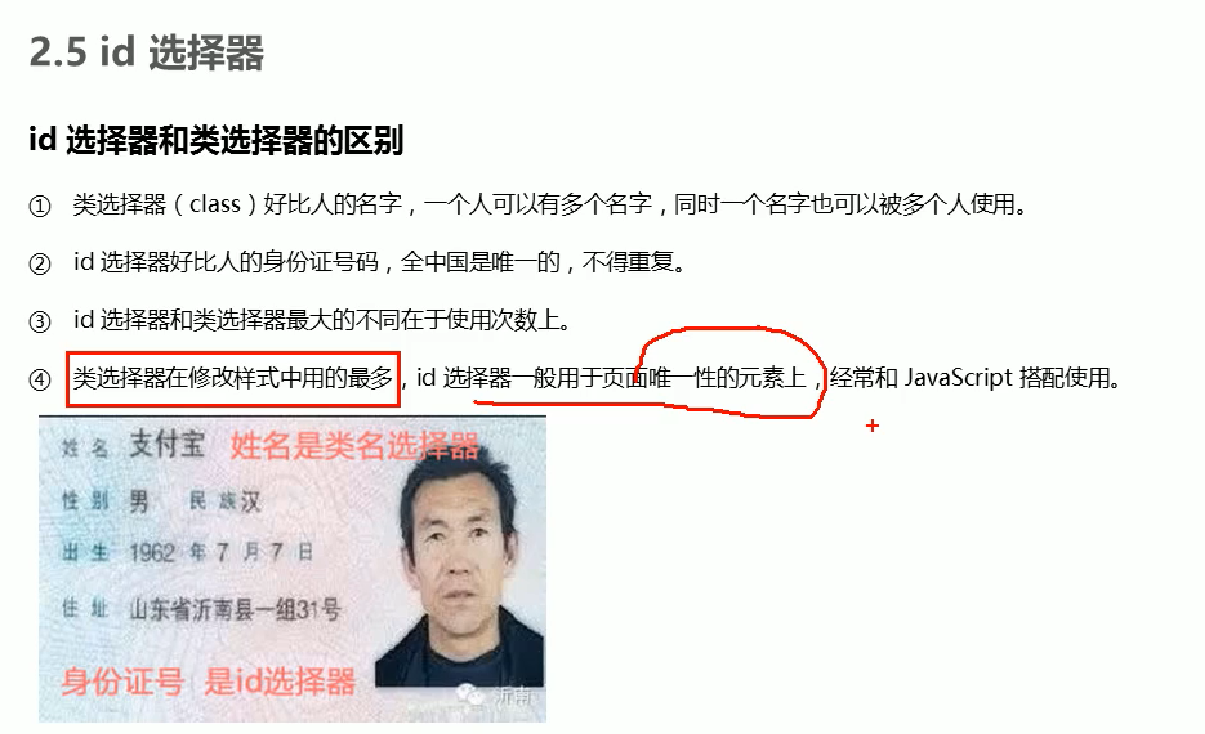 2.5 id 选择器
id 选择器和类选择器的区别
① 类选择器（class）好比人的名字，一个人可以有多个名字，同时一个名字也可以被多个人使用。
② id 选择器好比人的身份证号码，全中国是唯一的，不得重复。
③ id 选择器和类选择器最大的不同在于使用次数上。
④ 类选择器在修改样式中用的最多，id 选择器一般用于页面唯一性的元素上，经常和 JavaScript 搭配使用。
姓名 支付宝 姓名是类名选择器
性别 男 民族汉
出生 1962 年 7 月 7 日
住址 山东省沂南县一组31号
身份证号 是id选择器
沂南